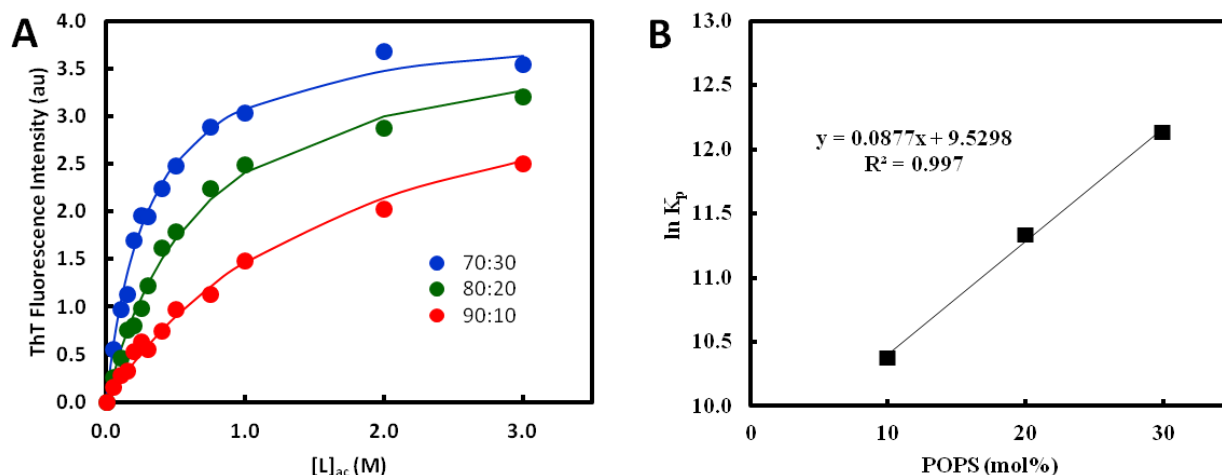 A
ThT Fluorescence Intensity (au)
4.0
3.5
3.0
2.5
2.0
1.5
1.0
0.5
0.0
70:30
80:20
90:10
0.0 1.0 2.0 3.0
[L]ac (M)
B
ln Kp
13.0
12.0
11.5
11.0
10.5
10.0
y = 0.0877x + 9.5298
R² = 0.997
0 10 20 30
POPS (mol%)